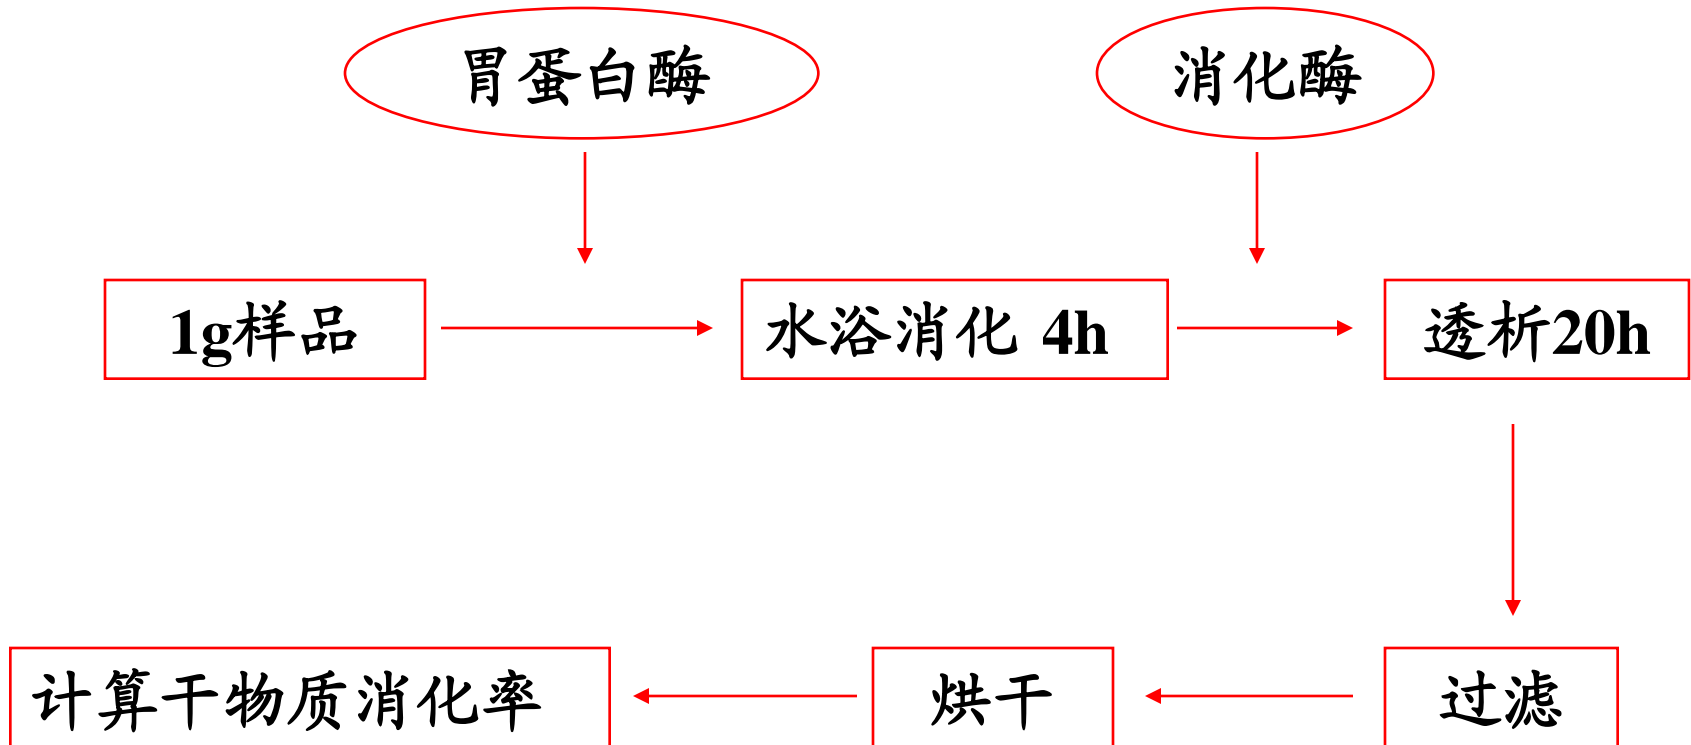 胃蛋白酶
消化酶
1g样品
水浴消化 4h
透析20h
过滤
烘干
计算干物质消化率